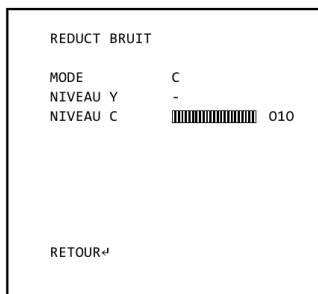 REDUCT BRUIT
MODE C
NIVEAU Y -
NIVEAU C 010
RETOUR↵